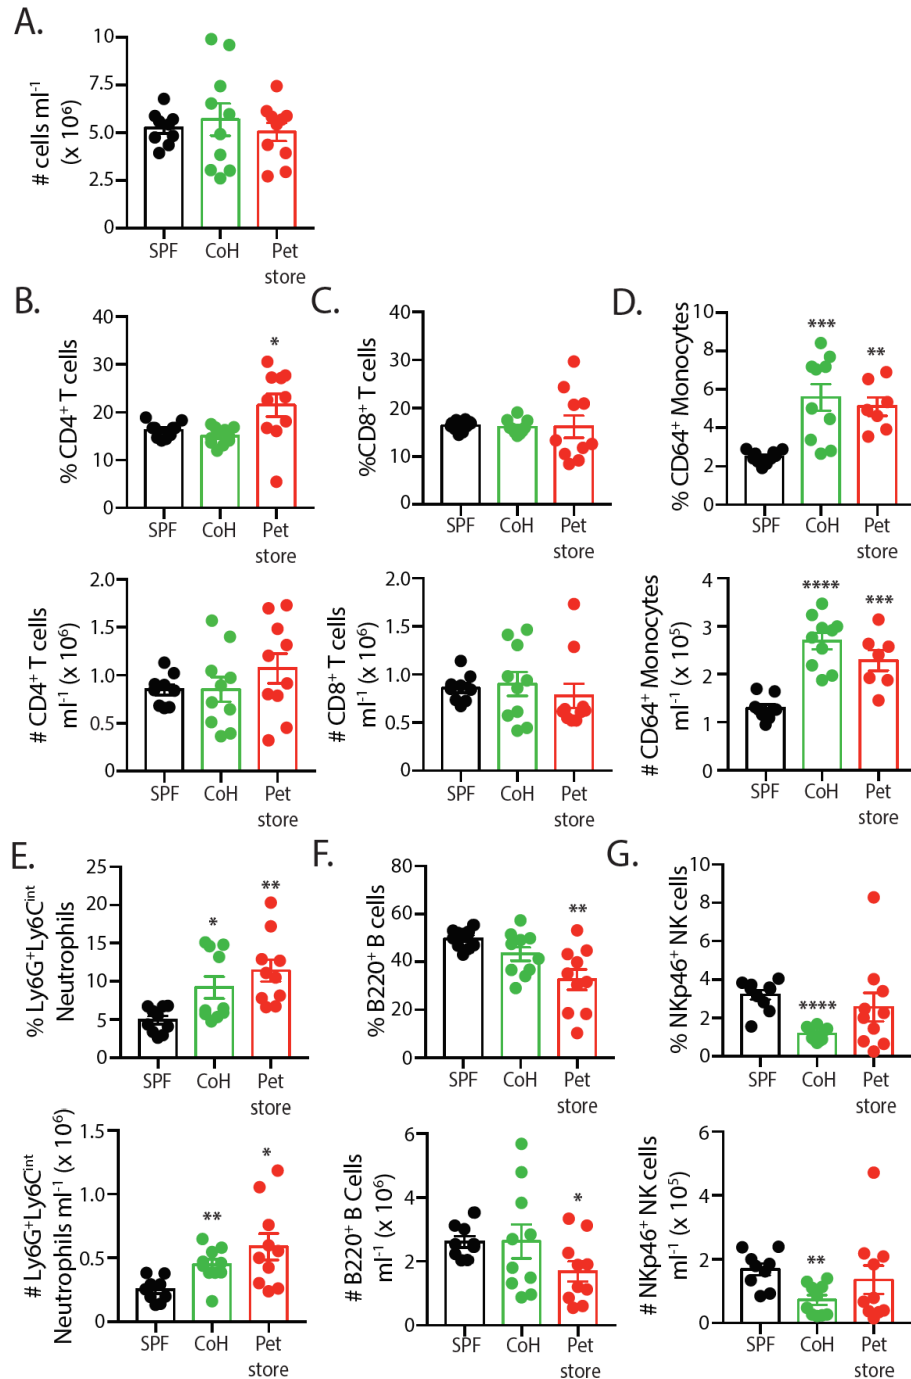 A.
# cells ml⁻¹
(x 10⁶)
10
7.5
5.0
2.5
0
SPF CoH Pet
store
B.
% CD4⁺ T cells
40
30
20
10
0
*
SPF CoH Pet
store
# CD4⁺ T cells
ml⁻¹ (x 10⁶)
2.0
1.5
1.0
0.5
0
SPF CoH Pet
store
C.
%CD8⁺ T cells
40
30
20
10
0
SPF CoH Pet
store
# CD8⁺ T cells
ml⁻¹ (x 10⁶)
2.0
1.5
1.0
0.5
0
SPF CoH Pet
store
D.
% CD64⁺ Monocytes
10
8
6
4
2
0
***
**
SPF CoH Pet
store
# CD64⁺ Monocytes
ml⁻¹ (x 10⁵)
4
3
2
1
0
****
***
SPF CoH Pet
store
E.
% Ly6G⁺Ly6Cⁱⁿᵗ
Neutrophils
25
20
15
10
5
0
*
**
SPF CoH Pet
store
# Ly6G⁺Ly6Cⁱⁿᵗ
Neutrophils ml⁻¹ (x 10⁶)
1.5
1.0
0.5
0
**
*
SPF CoH Pet
store
F.
% B220⁺ B cells
80
60
40
20
0
**
SPF CoH Pet
store
# B220⁺ B Cells
ml⁻¹ (x 10⁶)
6
4
2
0
*
SPF CoH Pet
store
G.
% NKp46⁺ NK cells
10
8
6
4
2
0
****
SPF CoH Pet
store
# NKp46⁺ NK cells
ml⁻¹ (x 10⁵)
6
4
2
0
**
SPF CoH Pet
store